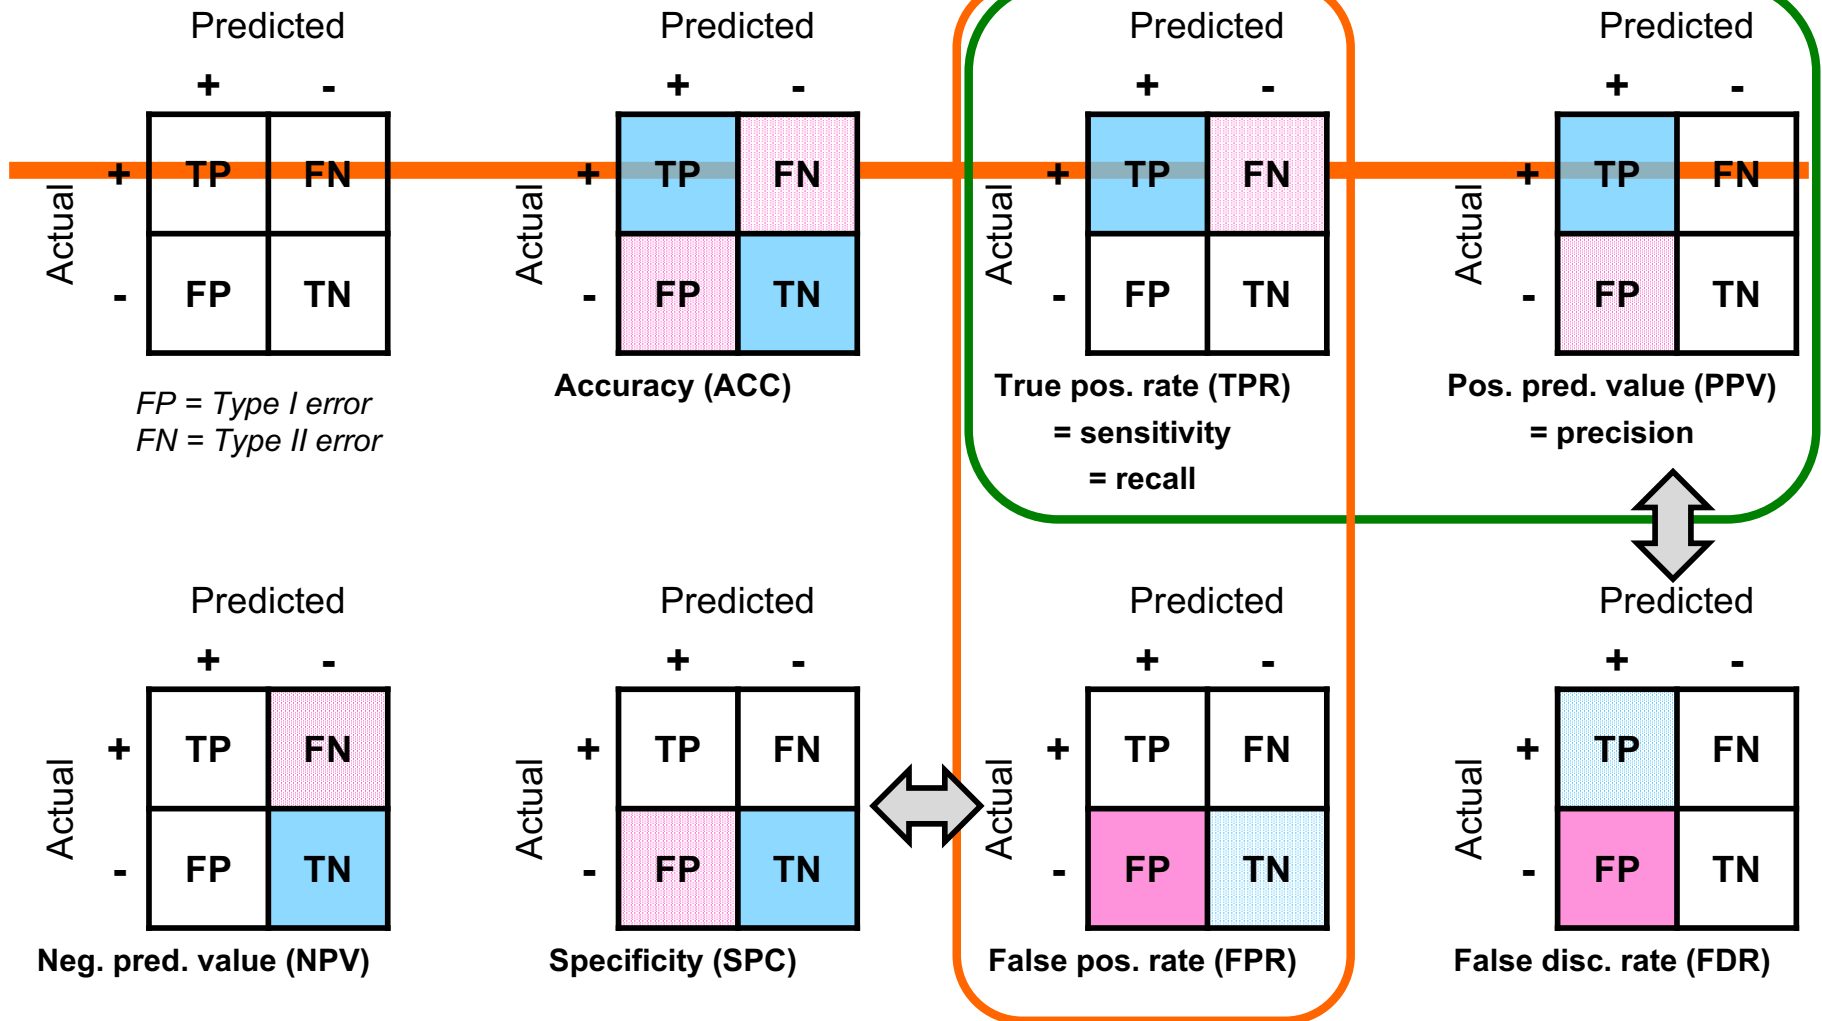 Predicted Predicted Predicted Predicted
+ - + - + - + -
Actual + TP FN Actual + TP FN Actual + TP FN Actual + TP FN
- FP TN - FP TN - FP TN - FP TN
FP = Type I error
FN = Type II error
Accuracy (ACC)
True pos. rate (TPR)
= sensitivity
= recall
Pos. pred. value (PPV)
= precision
Predicted Predicted Predicted Predicted
+ - + - + - + -
Actual + TP FN Actual + TP FN Actual + TP FN Actual + TP FN
- FP TN - FP TN - FP TN - FP TN
Neg. pred. value (NPV)
Specificity (SPC)
False pos. rate (FPR)
False disc. rate (FDR)